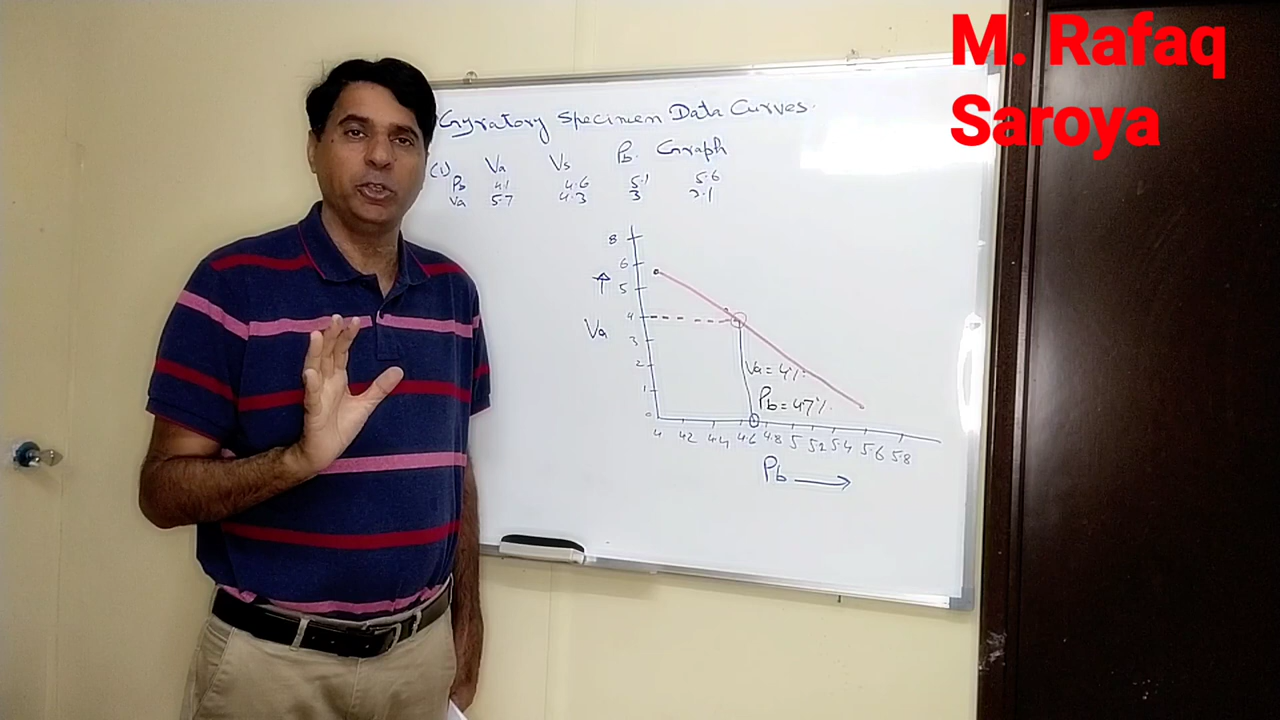 M. Rafaq
Saroya
Gyratory Specimen Data Curves.
(1) Va Vs Pb. Graph
Pb 4.1 4.6 5.1 5.6
Va 5.7 4.3 3 2.1
8
6
5
4
3
2
1
0
Va
Va = 4%
Pb = 4.7%
4 4.2 4.4 4.6 4.8 5 5.2 5.4 5.6 5.8
Pb